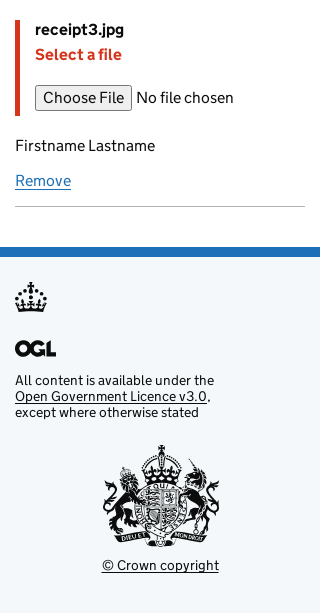 receipt3.jpg
Select a file
Choose File No file chosen
Firstname Lastname
Remove
OGL
All content is available under the
Open Government Licence v3.0,
except where otherwise stated
QUI
DIEU ET MON DROIT
© Crown copyright